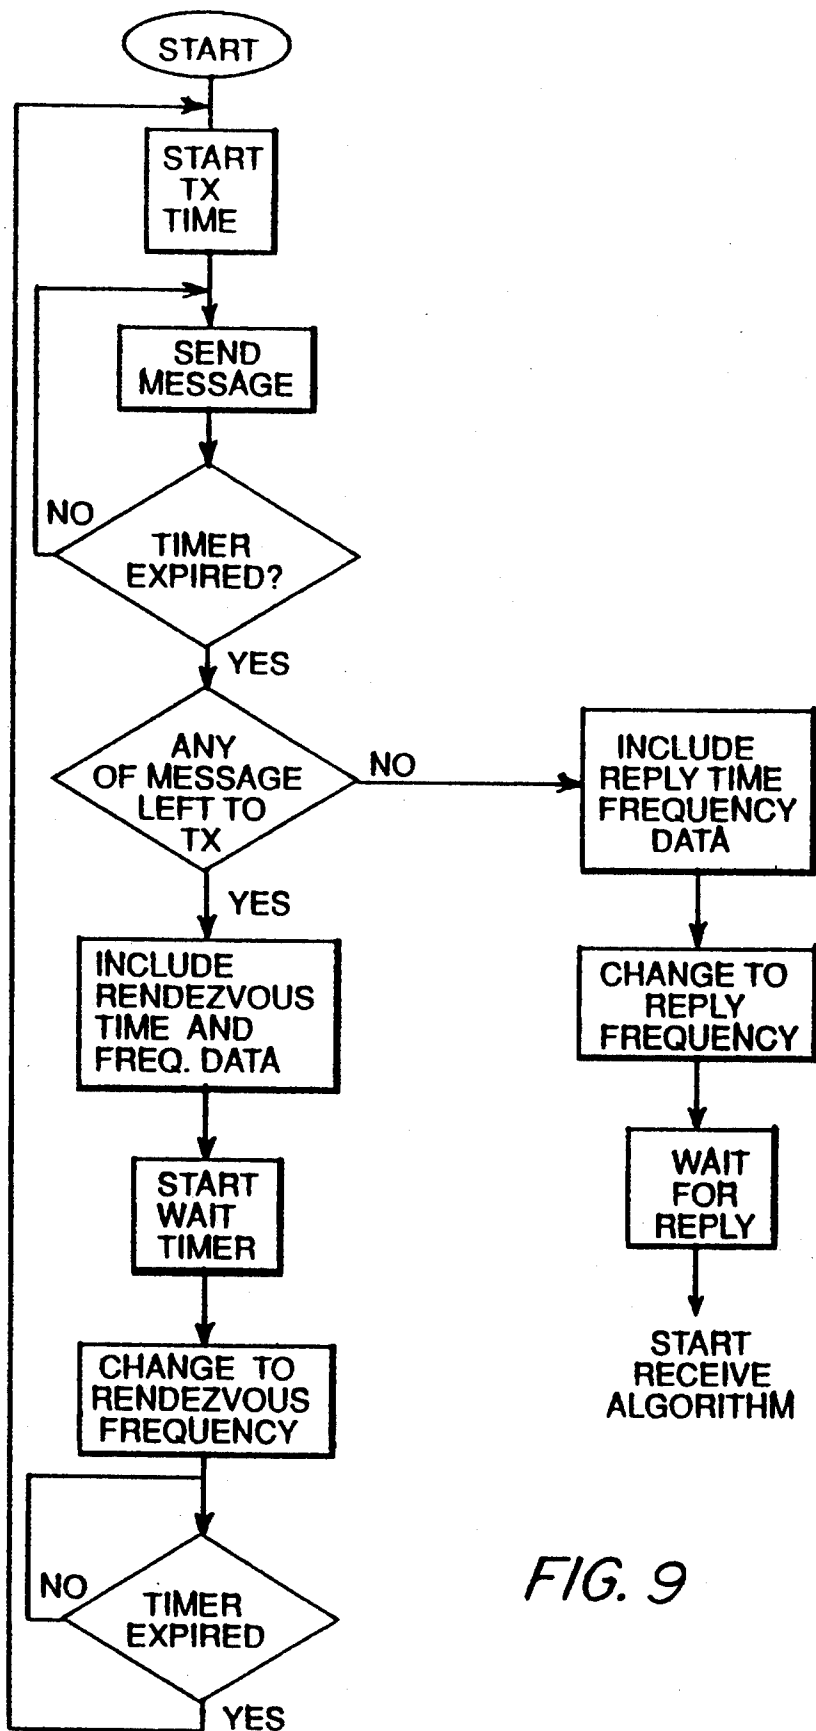 START
START
TX
TIME
SEND
MESSAGE
NO
TIMER
EXPIRED?
YES
ANY
OF MESSAGE
LEFT TO
TX
NO
INCLUDE
REPLY TIME
FREQUENCY
DATA
YES
INCLUDE
RENDEZVOUS
TIME AND
FREQ. DATA
CHANGE TO
REPLY
FREQUENCY
START
WAIT
TIMER
WAIT
FOR
REPLY
START
RECEIVE
ALGORITHM
CHANGE TO
RENDEZVOUS
FREQUENCY
NO
TIMER
EXPIRED
YES
FIG. 9